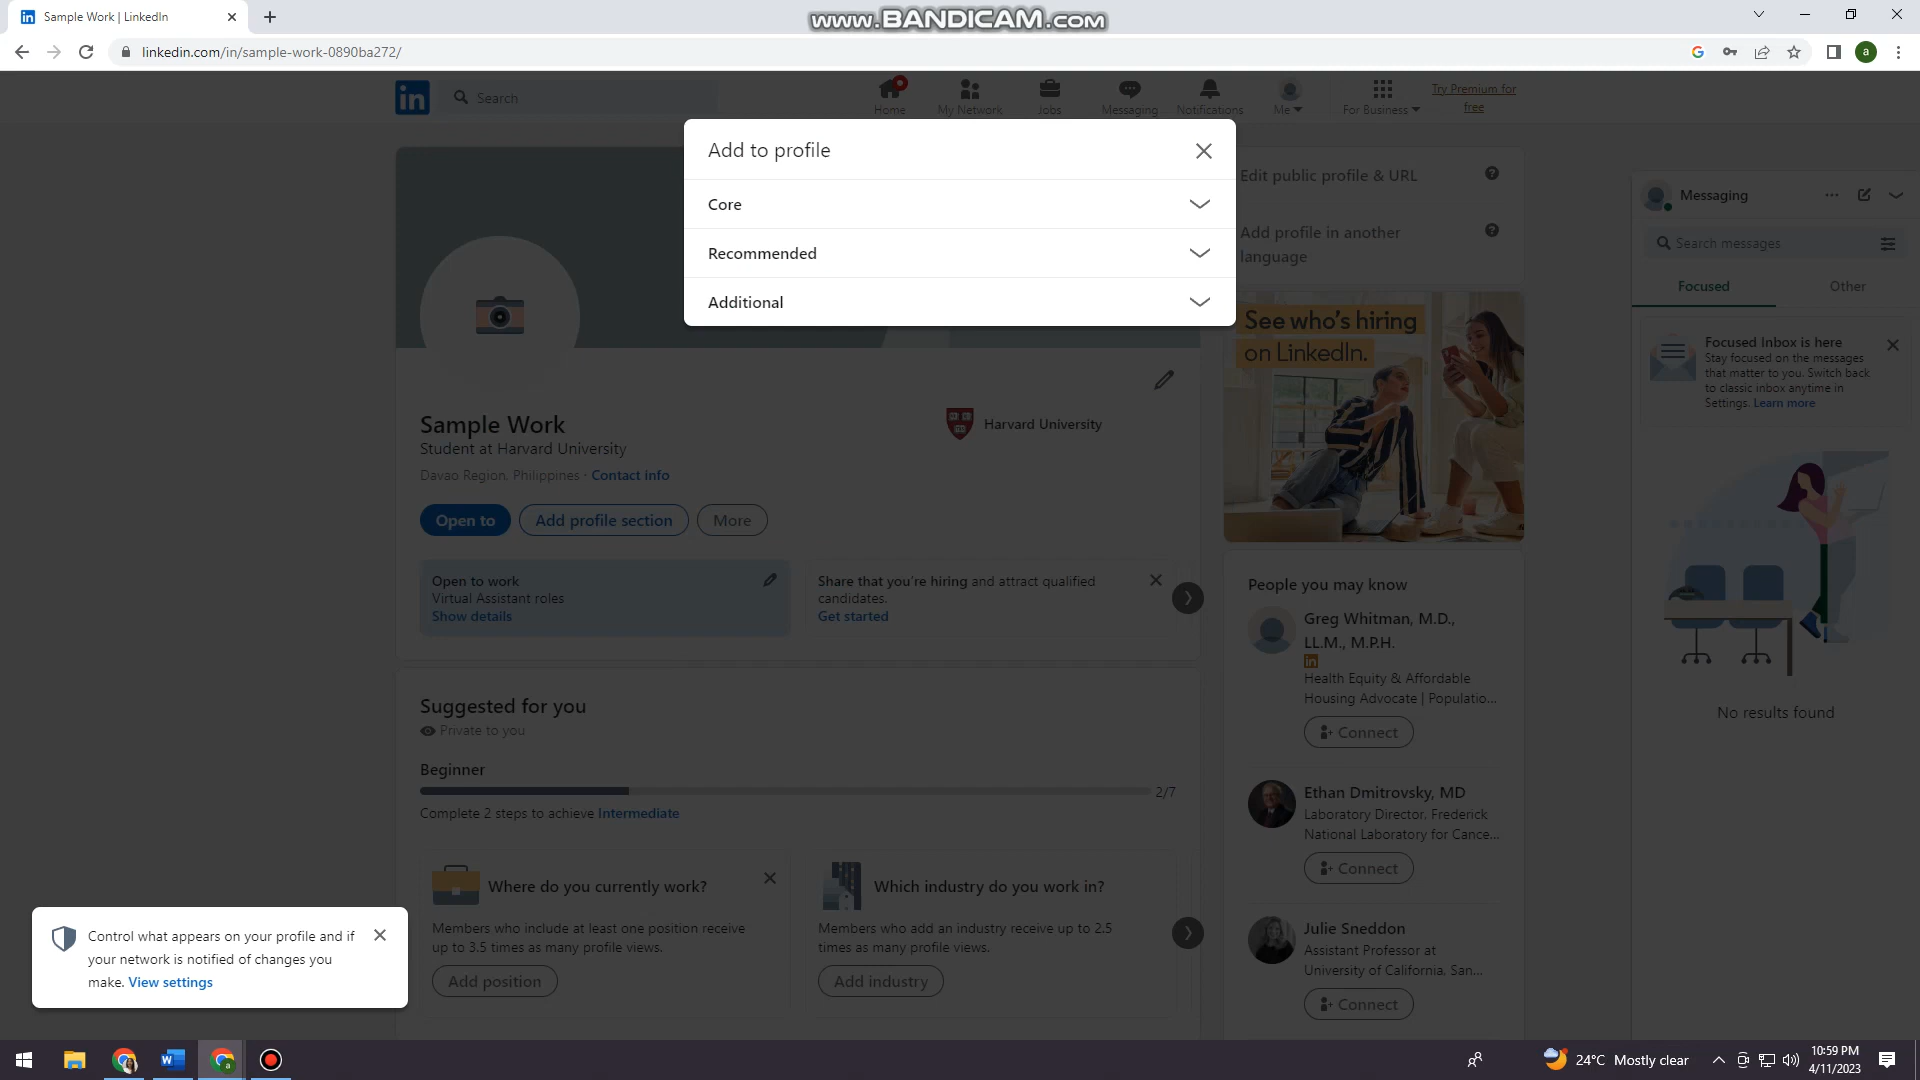 Sample Work | LinkedIn
www.BANDICAM.com
linkedin.com/in/sample-work-0890ba272/
a
in
Search
Home
My Network
Jobs
Messaging
Notifications
Me
For Business
Try Premium for
free
Add to profile
Core
Recommended
Additional
Edit public profile & URL
Add profile in another
language
See who's hiring
on LinkedIn.
Sample Work
Student at Harvard University
Davao Region, Philippines · Contact info
Harvard University
Open to
Add profile section
More
Open to work
Virtual Assistant roles
Show details
Share that you're hiring and attract qualified
candidates.
Get started
Suggested for you
Private to you
Beginner
2/7
Complete 2 steps to achieve Intermediate
Where do you currently work?
Members who include at least one position receive
up to 3.5 times as many profile views.
Add position
Which industry do you work in?
Members who add an industry receive up to 2.5
times as many profile views.
Add industry
People you may know
Greg Whitman, M.D.,
LL.M., M.P.H.
in
Health Equity & Affordable
Housing Advocate | Populatio...
Connect
Ethan Dmitrovsky, MD
Laboratory Director, Frederick
National Laboratory for Cance...
Connect
Julie Sneddon
Assistant Professor at
University of California, San...
Connect
Messaging
Search messages
Focused
Other
Focused Inbox is here
Stay focused on the messages
that matter to you. Switch back
to classic inbox anytime in
Settings. Learn more
No results found
Control what appears on your profile and if
your network is notified of changes you
make. View settings
24°C Mostly clear
10:59 PM
4/11/2023